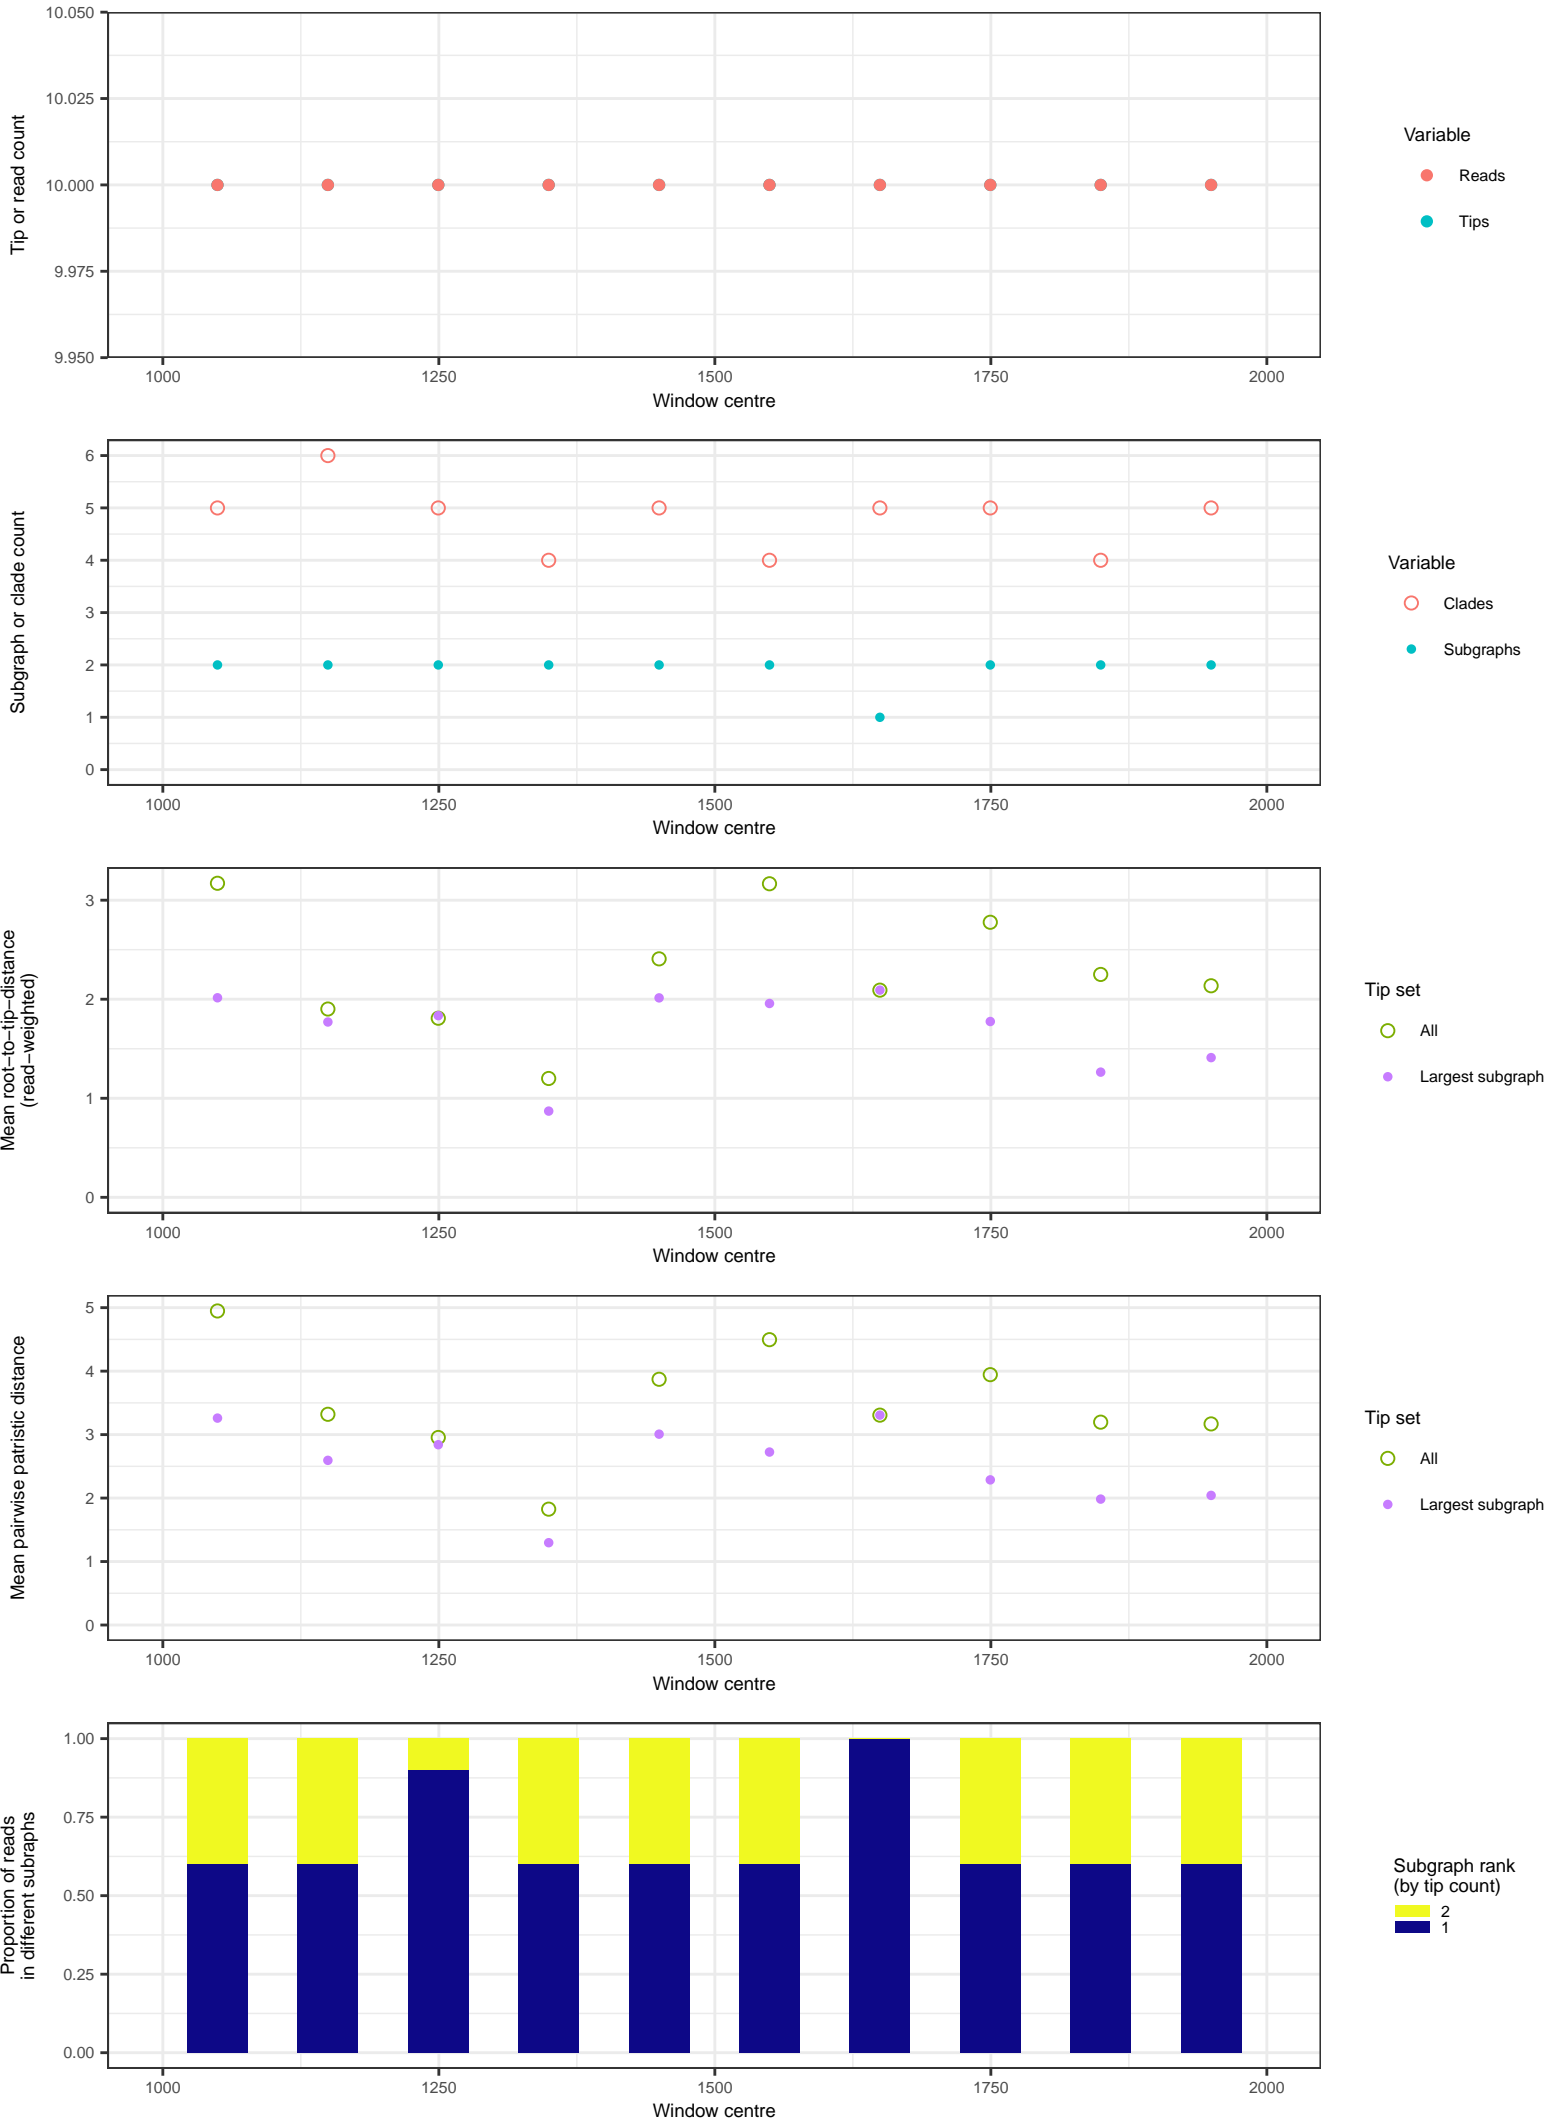 10.050
10.025
10.000
9.975
9.950
Tip or read count
1000 1250 1500 1750 2000
Window centre
Variable
Reads
Tips
6
5
4
3
2
1
0
Subgraph or clade count
1000 1250 1500 1750 2000
Window centre
Variable
Clades
Subgraphs
3
2
1
0
Mean root−to−tip−distance
(read−weighted)
1000 1250 1500 1750 2000
Window centre
Tip set
All
Largest subgraph
5
4
3
2
1
0
Mean pairwise patristic distance
1000 1250 1500 1750 2000
Window centre
Tip set
All
Largest subgraph
1.00
0.75
0.50
0.25
0.00
Proportion of reads
in different subraphs
1000 1250 1500 1750 2000
Window centre
Subgraph rank
(by tip count)
2
1